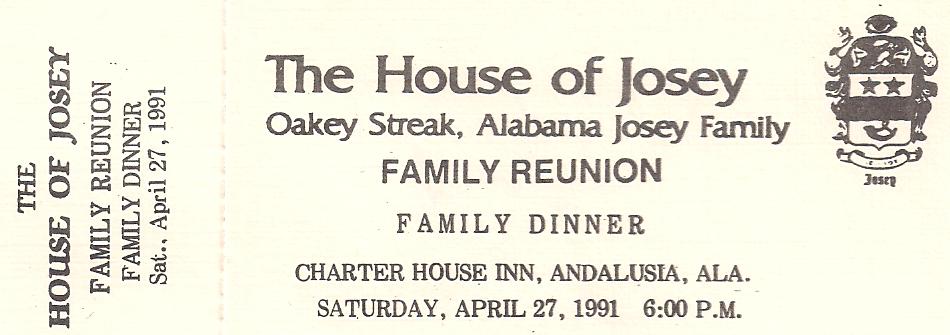 THE
HOUSE OF JOSEY
FAMILY REUNION
FAMILY DINNER
Sat., April 27, 1991
The House of Josey
Oakey Streak, Alabama Josey Family
FAMILY REUNION
FAMILY DINNER
CHARTER HOUSE INN, ANDALUSIA, ALA.
SATURDAY, APRIL 27, 1991 6:00 P.M.
Josey